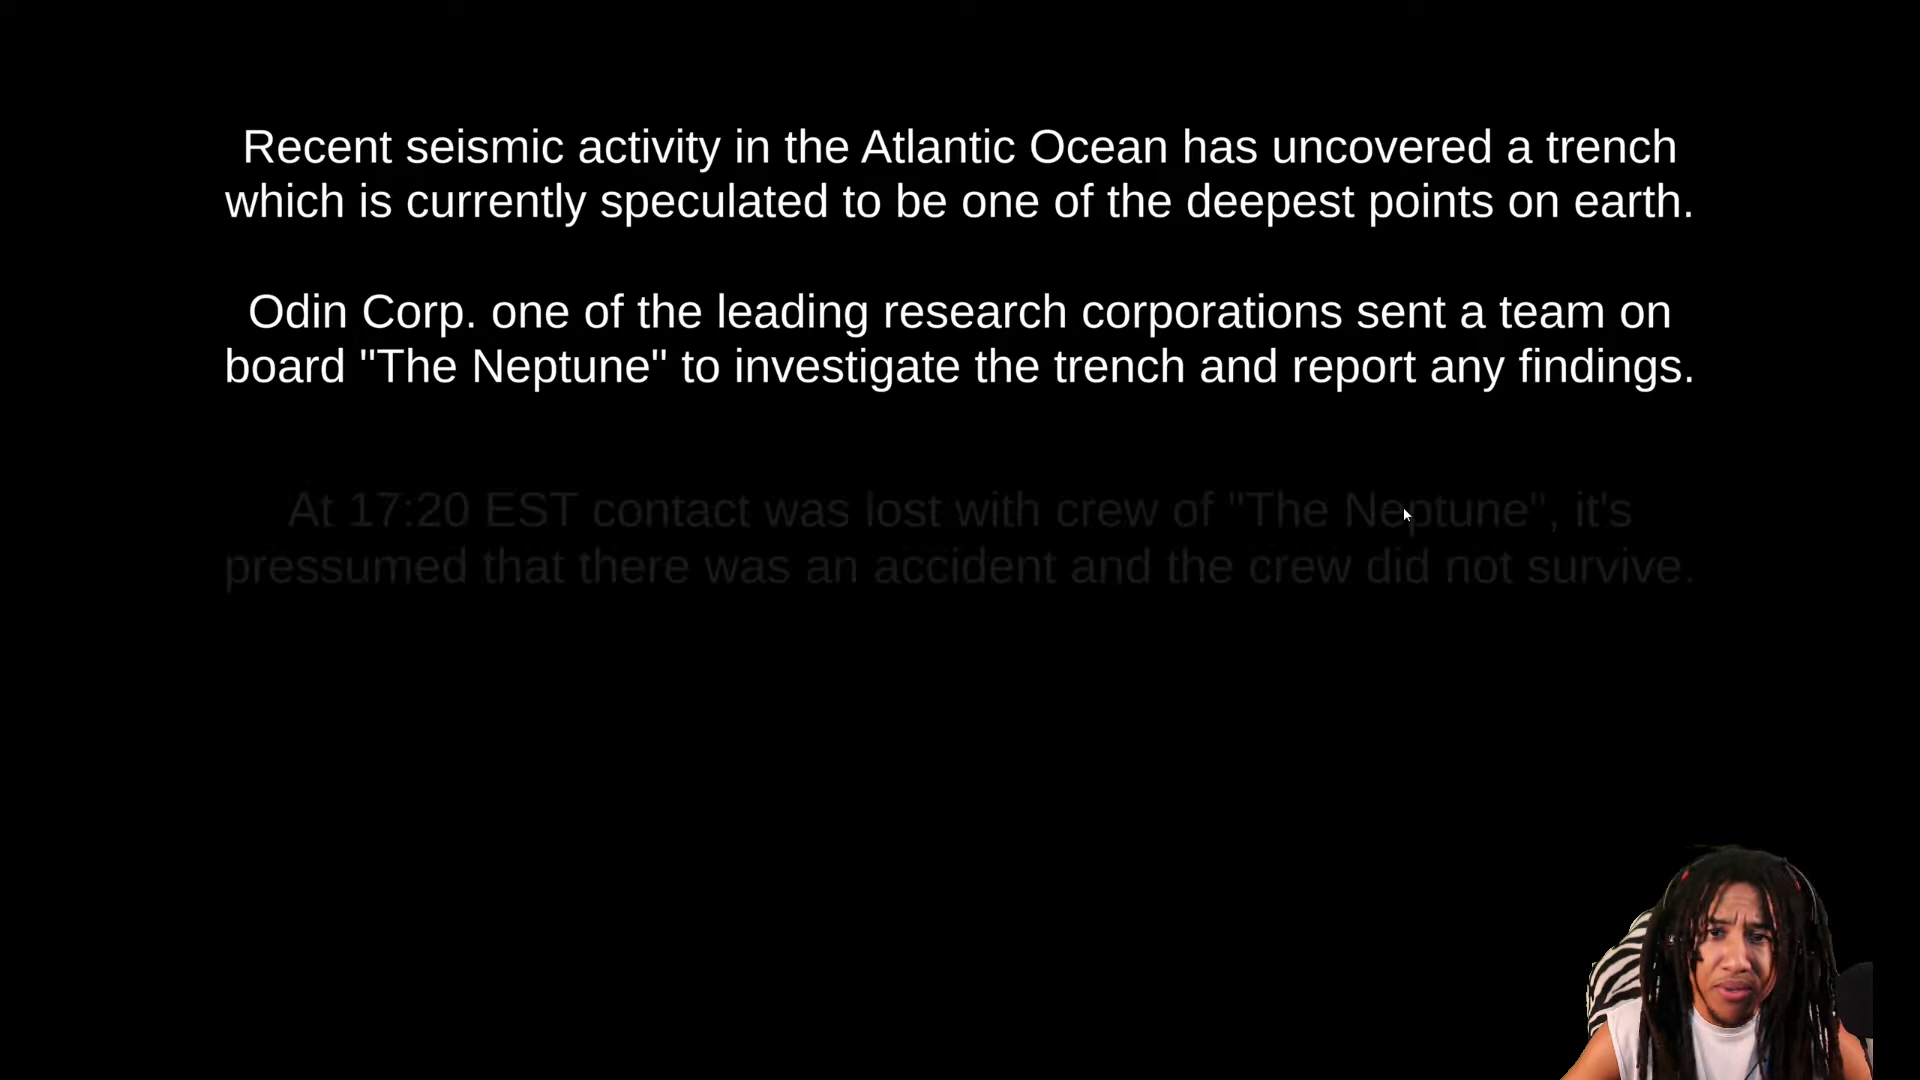 Recent seismic activity in the Atlantic Ocean has uncovered a trench
which is currently speculated to be one of the deepest points on earth.
Odin Corp. one of the leading research corporations sent a team on
board "The Neptune" to investigate the trench and report any findings.
At 17:20 EST contact was lost with crew of "The Neptune", it's
pressumed that there was an accident and the crew did not survive.